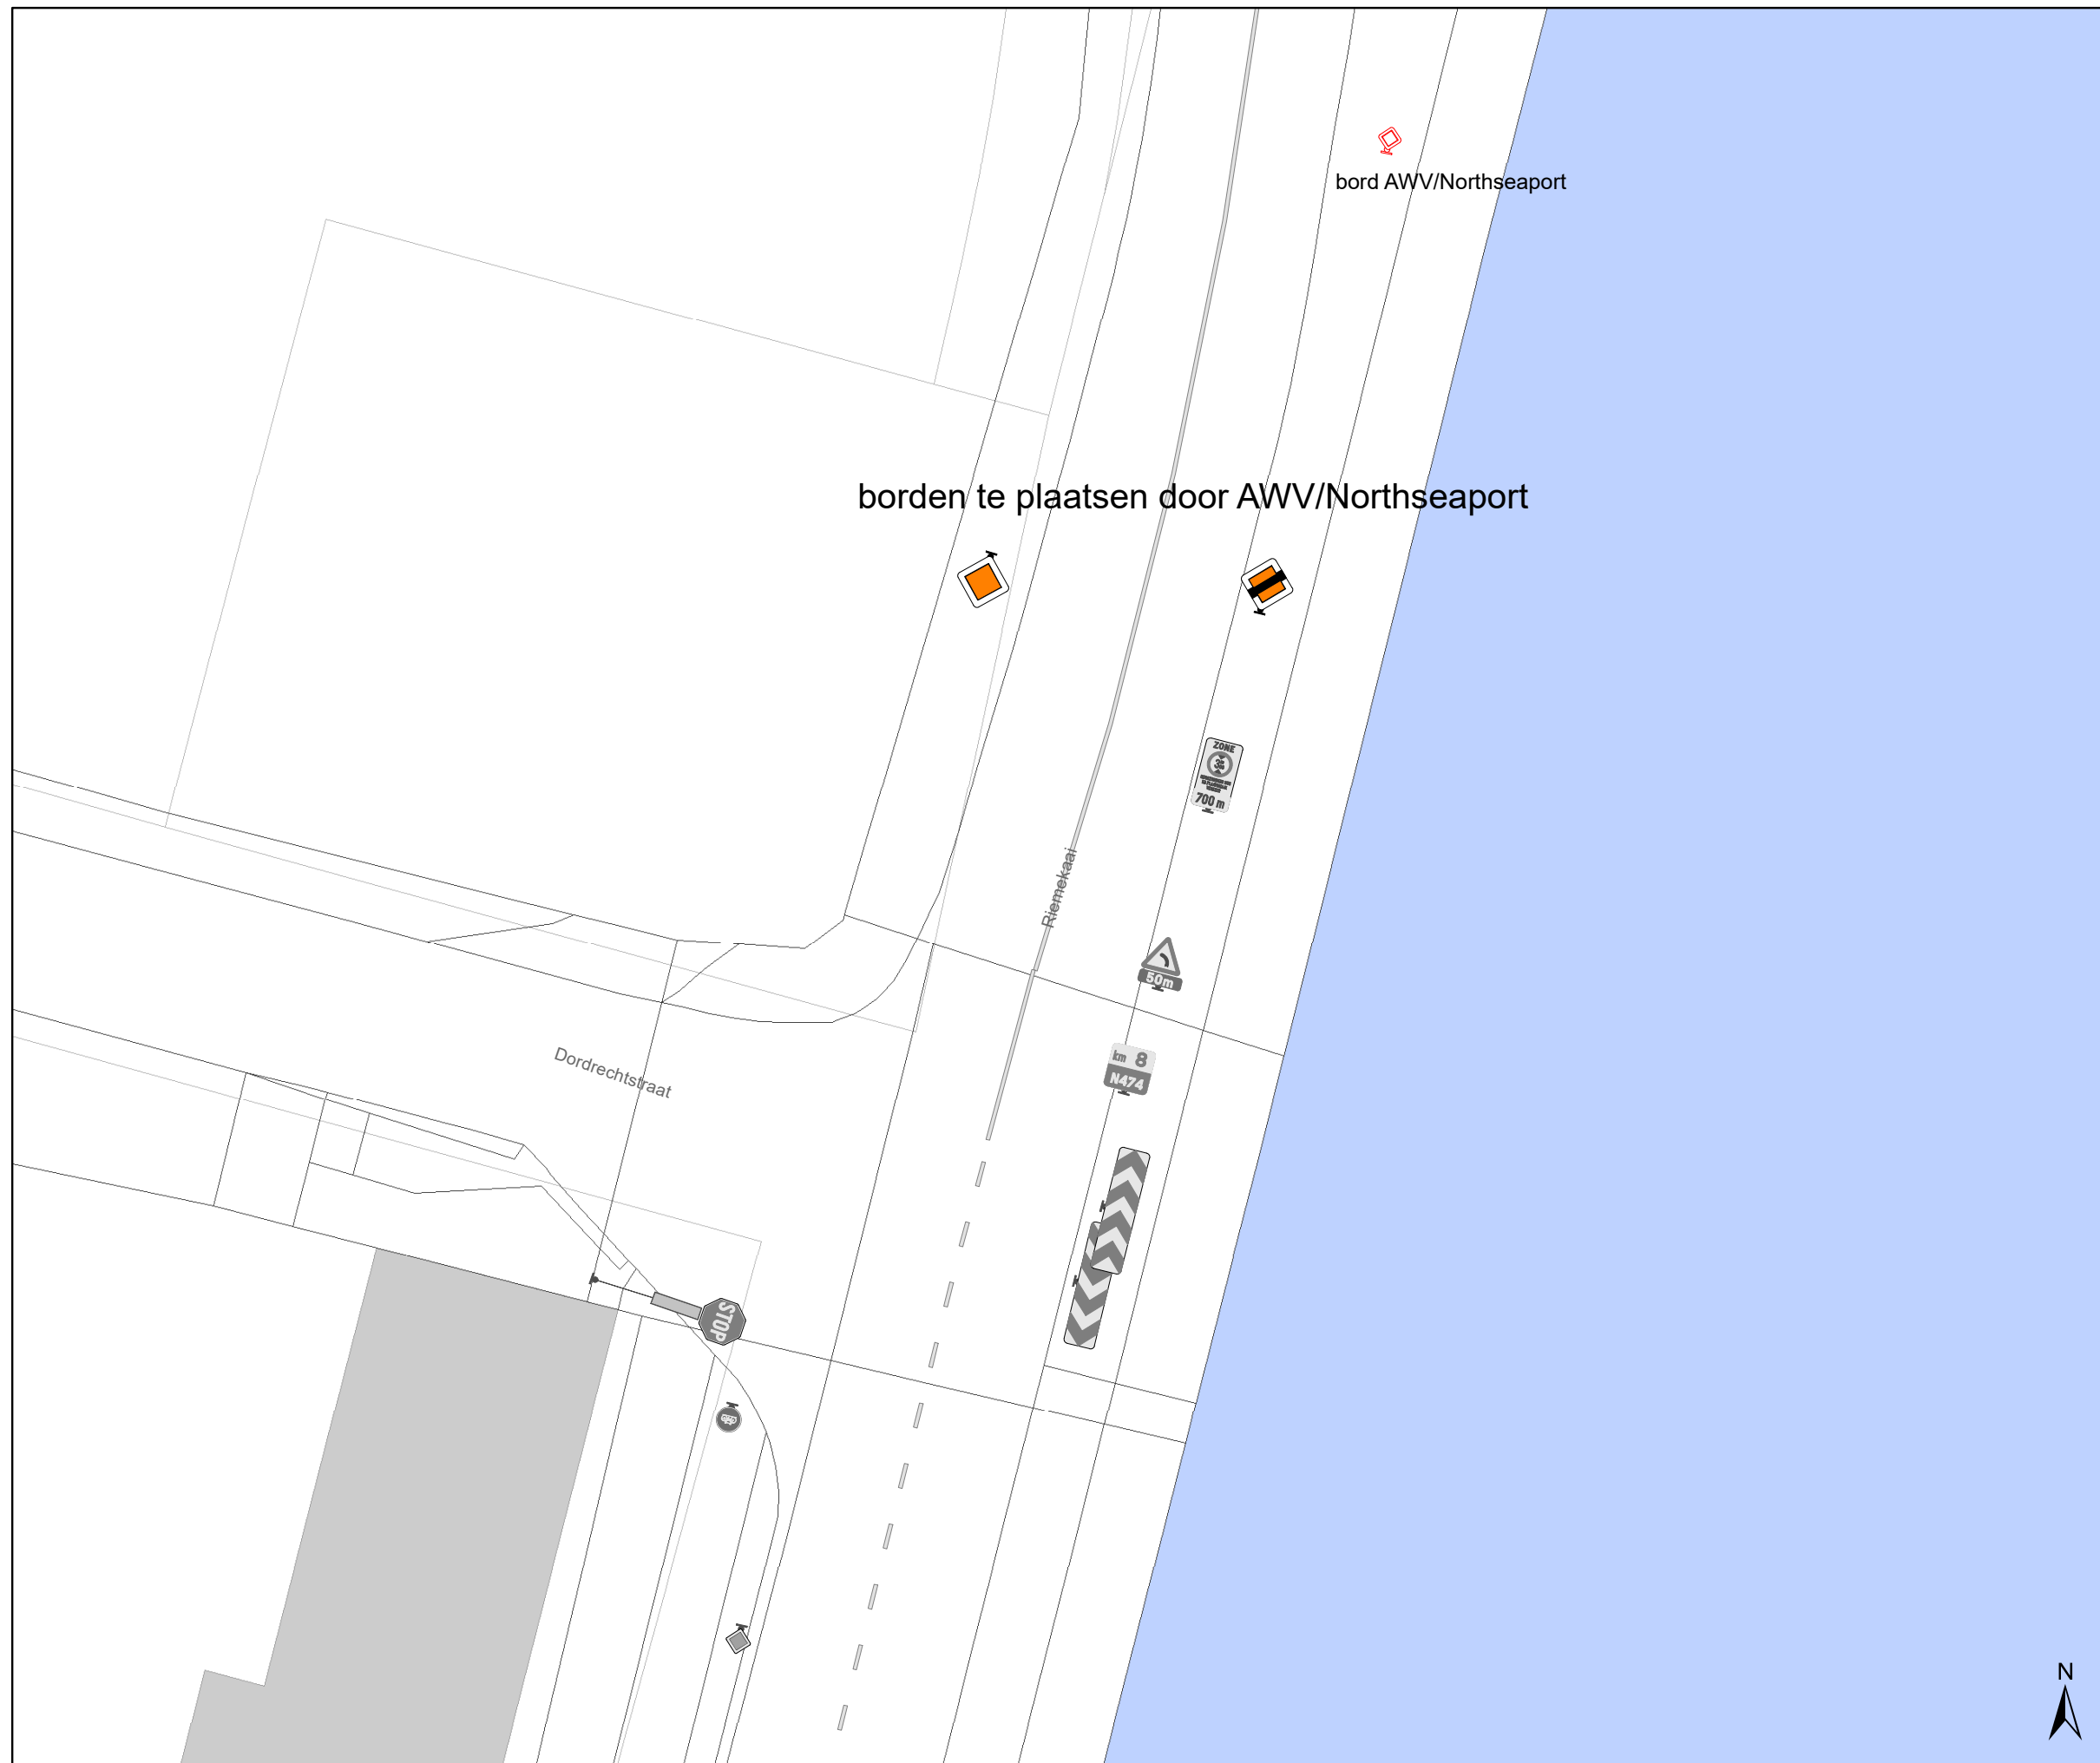 bord AWV/Northseaport
borden te plaatsen door AWV/Northseaport
ZONE
700 m
Riemekaai
50m
km 8
N474
Dordrechtstraat
STOP
N